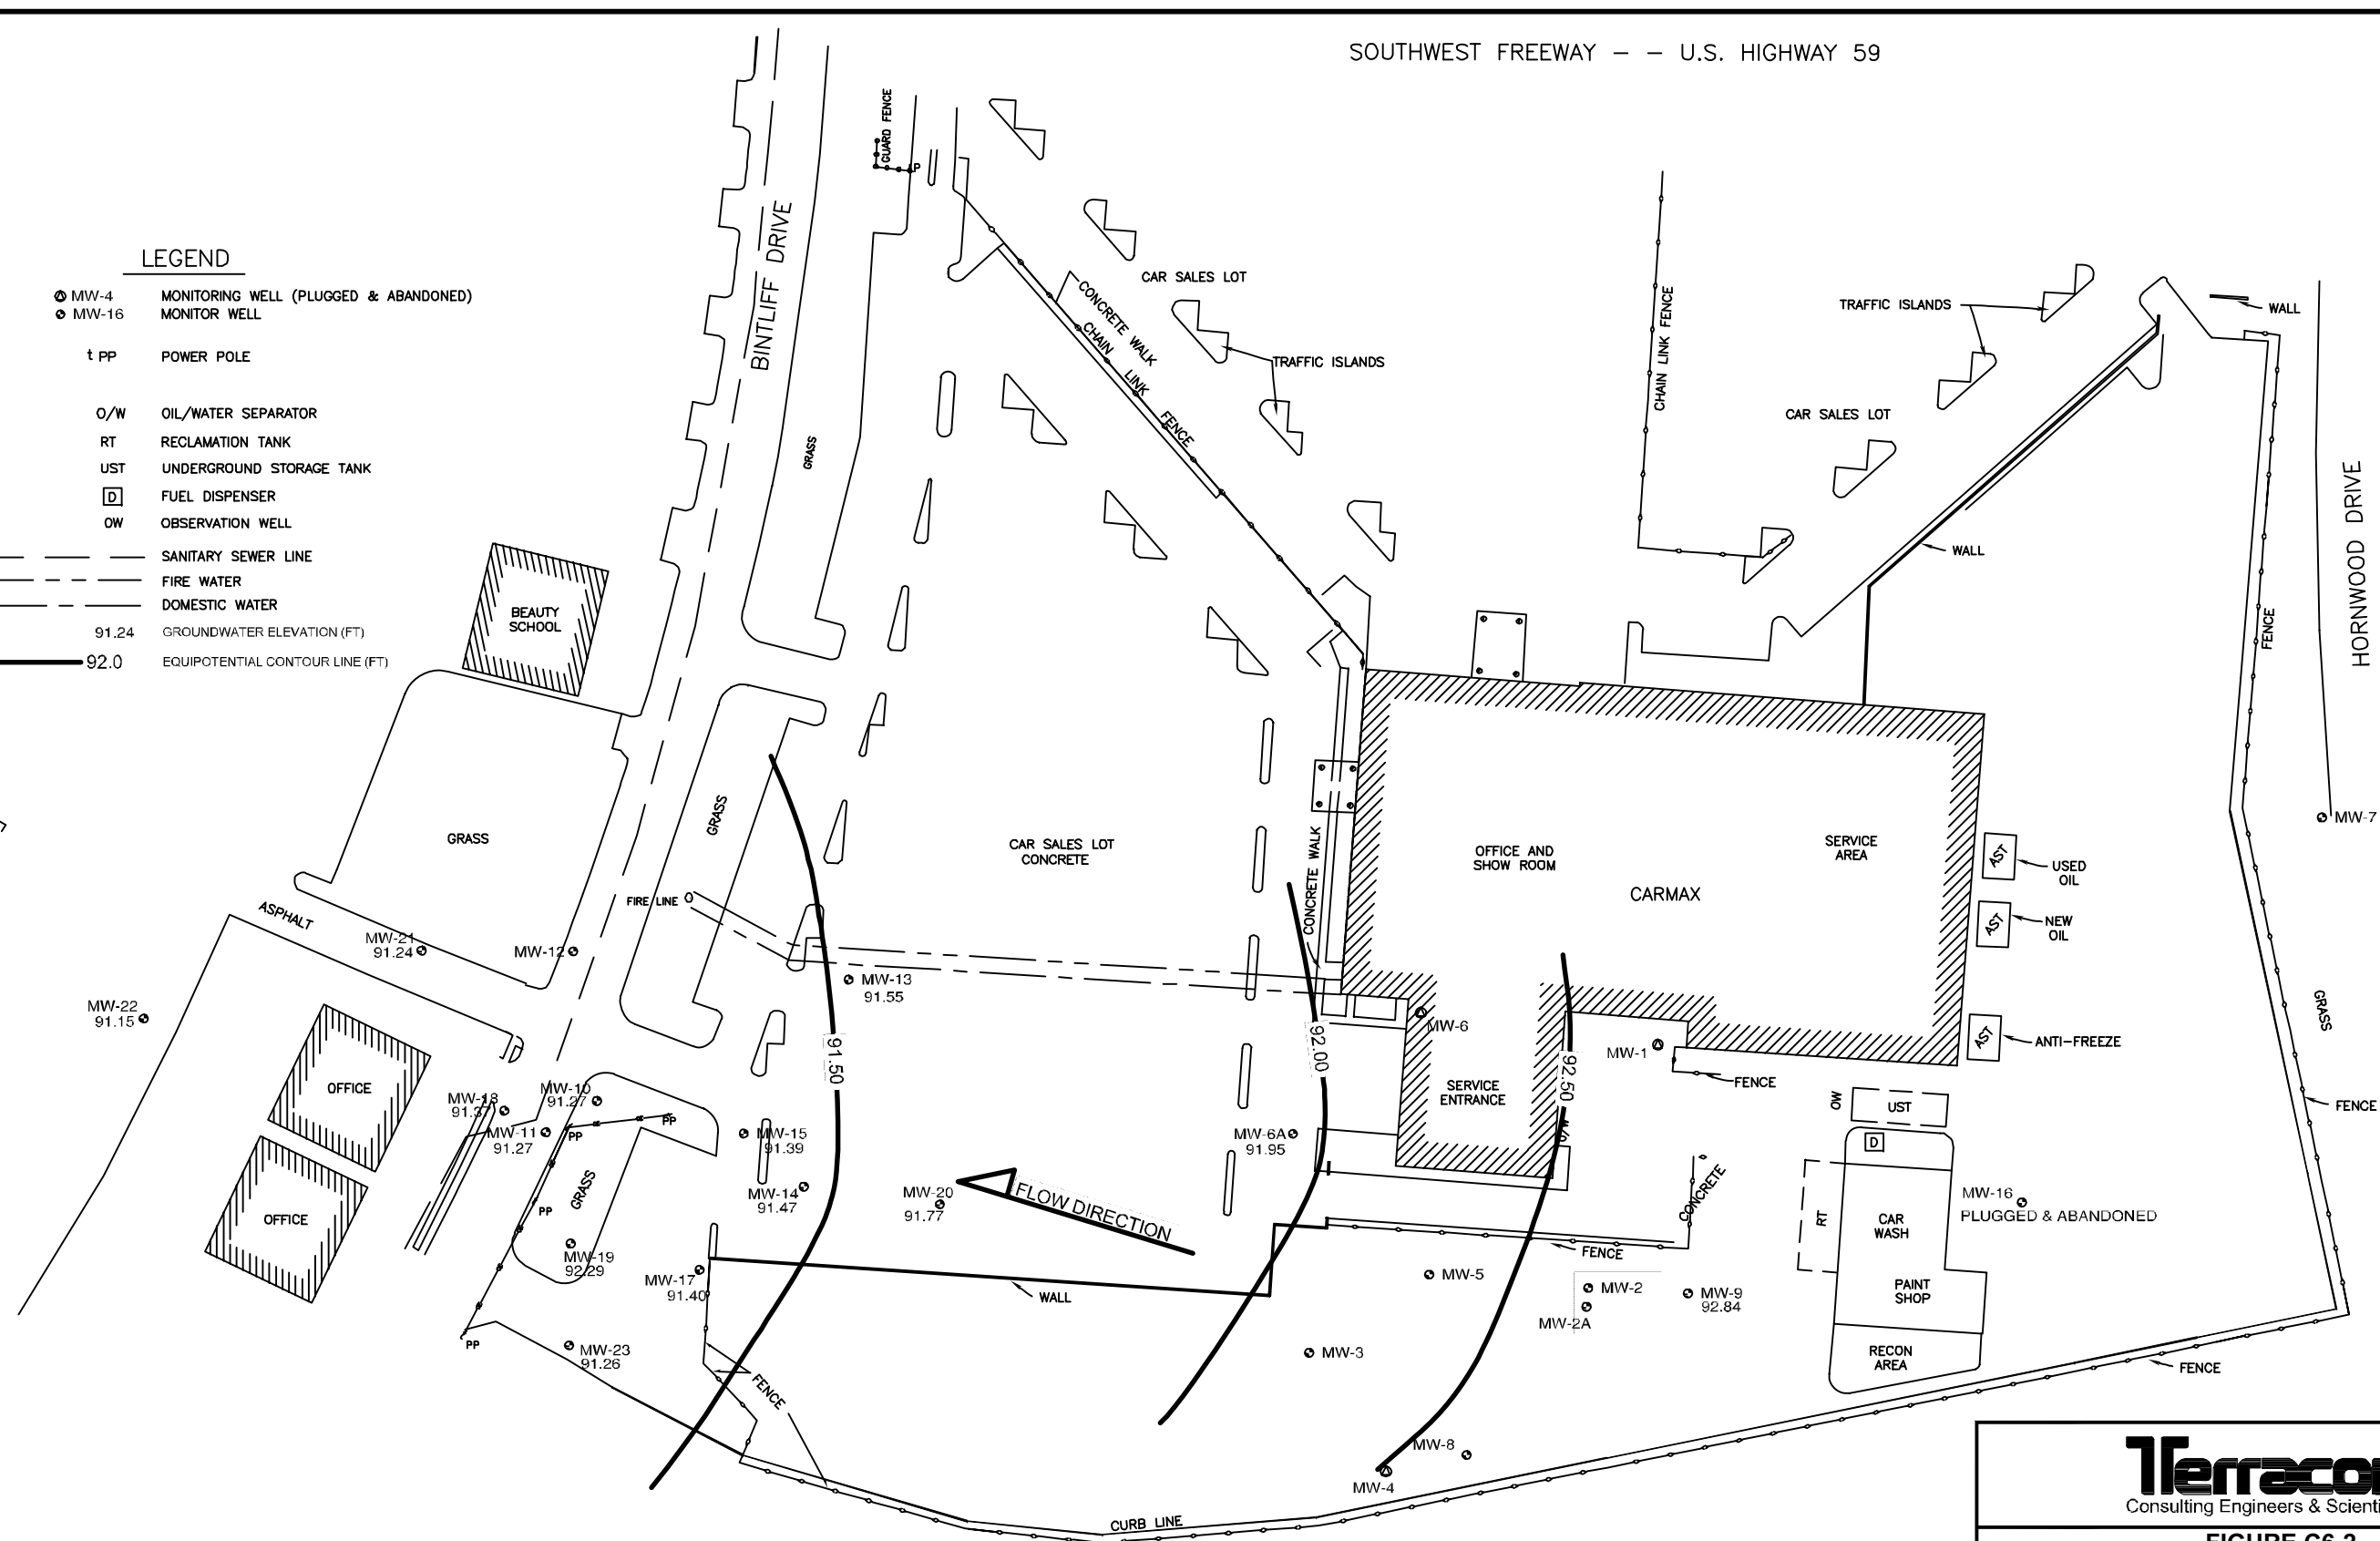 SOUTHWEST FREEWAY – – U.S. HIGHWAY 59
LEGEND
MW-4 MONITORING WELL (PLUGGED & ABANDONED)
MW-16 MONITOR WELL
t PP POWER POLE
O/W OIL/WATER SEPARATOR
RT RECLAMATION TANK
UST UNDERGROUND STORAGE TANK
D FUEL DISPENSER
OW OBSERVATION WELL
SANITARY SEWER LINE
FIRE WATER
DOMESTIC WATER
91.24 GROUNDWATER ELEVATION (FT)
92.0 EQUIPOTENTIAL CONTOUR LINE (FT)
BINTLIFF DRIVE
GUARD FENCE
P
GRASS
CONCRETE WALK
CHAIN LINK FENCE
CAR SALES LOT
TRAFFIC ISLANDS
CHAIN LINK FENCE
TRAFFIC ISLANDS
CAR SALES LOT
WALL
WALL
HORNWOOD DRIVE
FENCE
BEAUTY
SCHOOL
GRASS
GRASS
ASPHALT
FIRE LINE
CAR SALES LOT
CONCRETE
CONCRETE WALK
OFFICE AND
SHOW ROOM
SERVICE
AREA
CARMAX
AST
USED
OIL
AST
NEW
OIL
AST
ANTI-FREEZE
MW-7
GRASS
FENCE
MW-21
91.24
MW-12
MW-22
91.15
MW-13
91.55
91.50
92.00
92.50
MW-6
MW-1
FENCE
SERVICE
ENTRANCE
OW
UST
D
OFFICE
OFFICE
MW-18
91.37
MW-10
91.27
MW-11
91.27
PP
PP
PP
PP
GRASS
MW-15
91.39
MW-14
91.47
MW-20
91.77
FLOW DIRECTION
MW-6A
91.95
O/W
CONCRETE
RT
CAR
WASH
PAINT
SHOP
RECON
AREA
MW-16
PLUGGED & ABANDONED
MW-19
92.29
MW-17
91.40
MW-23
91.26
WALL
FENCE
FENCE
MW-5
MW-2
MW-2A
MW-9
92.84
MW-3
MW-8
MW-4
FENCE
CURB LINE
Terracon
Consulting Engineers & Scienti
FIGURE C6-2